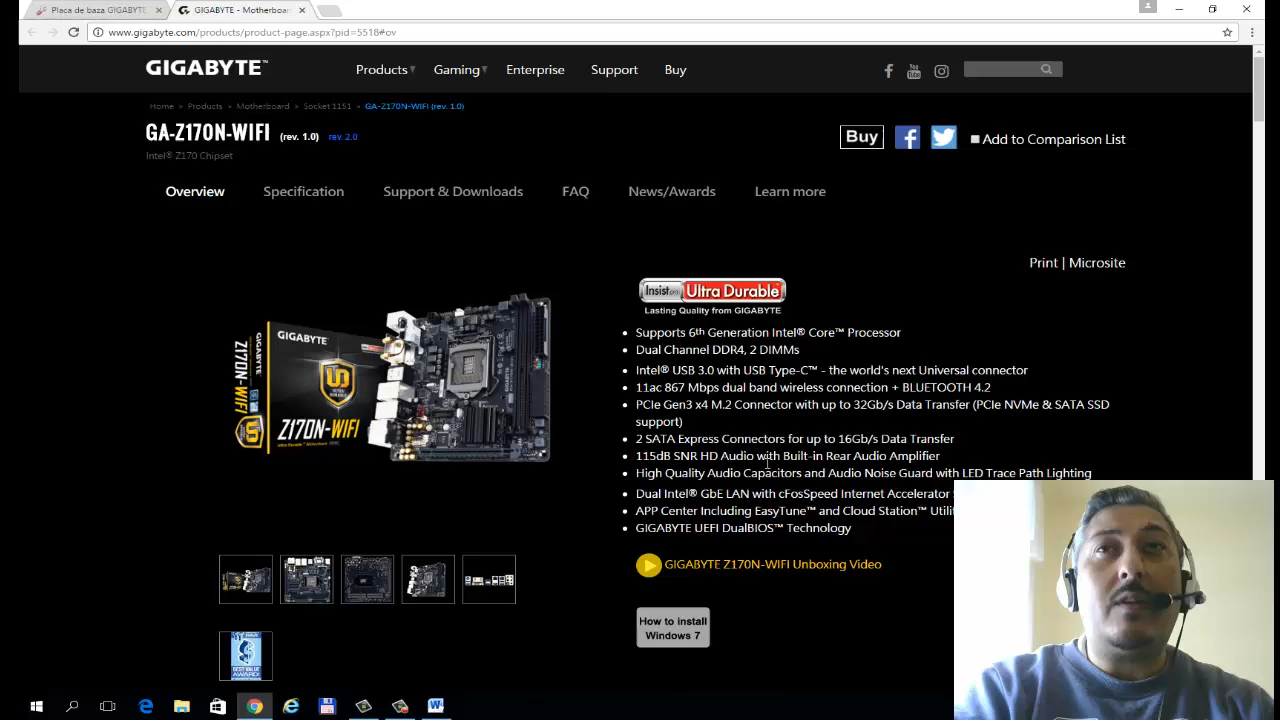 Placa de baza GIGABYTE
GIGABYTE - Motherboar
www.gigabyte.com/products/product-page.aspx?pid=5518#ov
GIGABYTE™
Products
Gaming
Enterprise
Support
Buy
Home > Products > Motherboard > Socket 1151 > GA-Z170N-WIFI (rev. 1.0)
GA-Z170N-WIFI (rev. 1.0) rev 2.0
Intel® Z170 Chipset
Buy
Add to Comparison List
Overview
Specification
Support & Downloads
FAQ
News/Awards
Learn more
Print | Microsite
Insist on Ultra Durable™
Lasting Quality from GIGABYTE
Supports 6th Generation Intel® Core™ Processor
Dual Channel DDR4, 2 DIMMs
Intel® USB 3.0 with USB Type-C™ - the world's next Universal connector
11ac 867 Mbps dual band wireless connection + BLUETOOTH 4.2
PCIe Gen3 x4 M.2 Connector with up to 32Gb/s Data Transfer (PCIe NVMe & SATA SSD
support)
2 SATA Express Connectors for up to 16Gb/s Data Transfer
115dB SNR HD Audio with Built-in Rear Audio Amplifier
High Quality Audio Capacitors and Audio Noise Guard with LED Trace Path Lighting
Dual Intel® GbE LAN with cFosSpeed Internet Accelerator
APP Center Including EasyTune™ and Cloud Station™ Utilit
GIGABYTE UEFI DualBIOS™ Technology
GIGABYTE Z170N-WIFI Unboxing Video
How to install
Windows 7
GIGABYTE
Z170N-WIFI
GIGABYTE
Z170N-WIFI